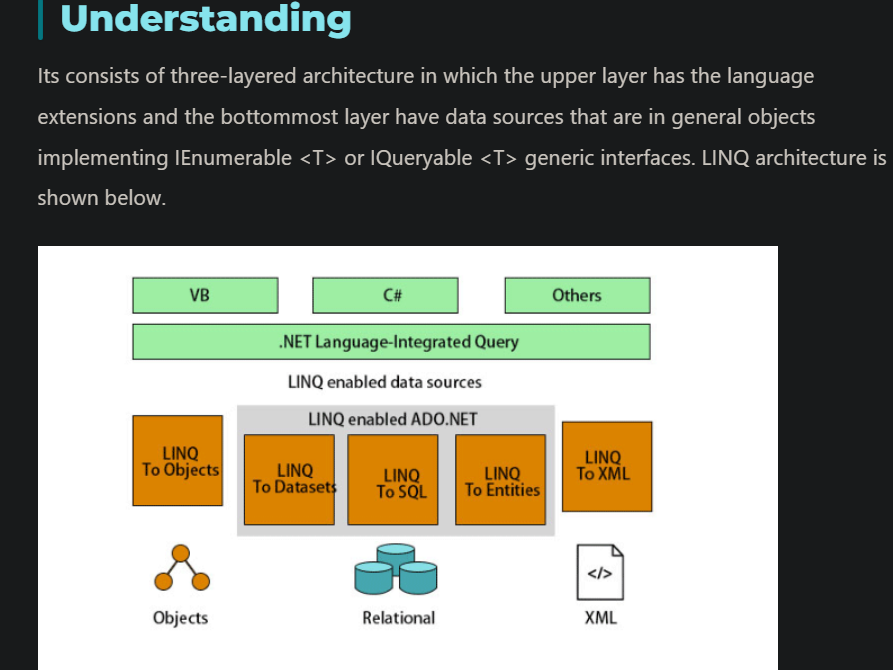 Understanding
Its consists of three-layered architecture in which the upper layer has the language
extensions and the bottommost layer have data sources that are in general objects
implementing IEnumerable <T> or IQueryable <T> generic interfaces. LINQ architecture is
shown below.
VB
C#
Others
.NET Language-Integrated Query
LINQ enabled data sources
LINQ enabled ADO.NET
LINQ
To Objects
LINQ
To Datasets
LINQ
To SQL
LINQ
To Entities
LINQ
To XML
</>
Objects
Relational
XML